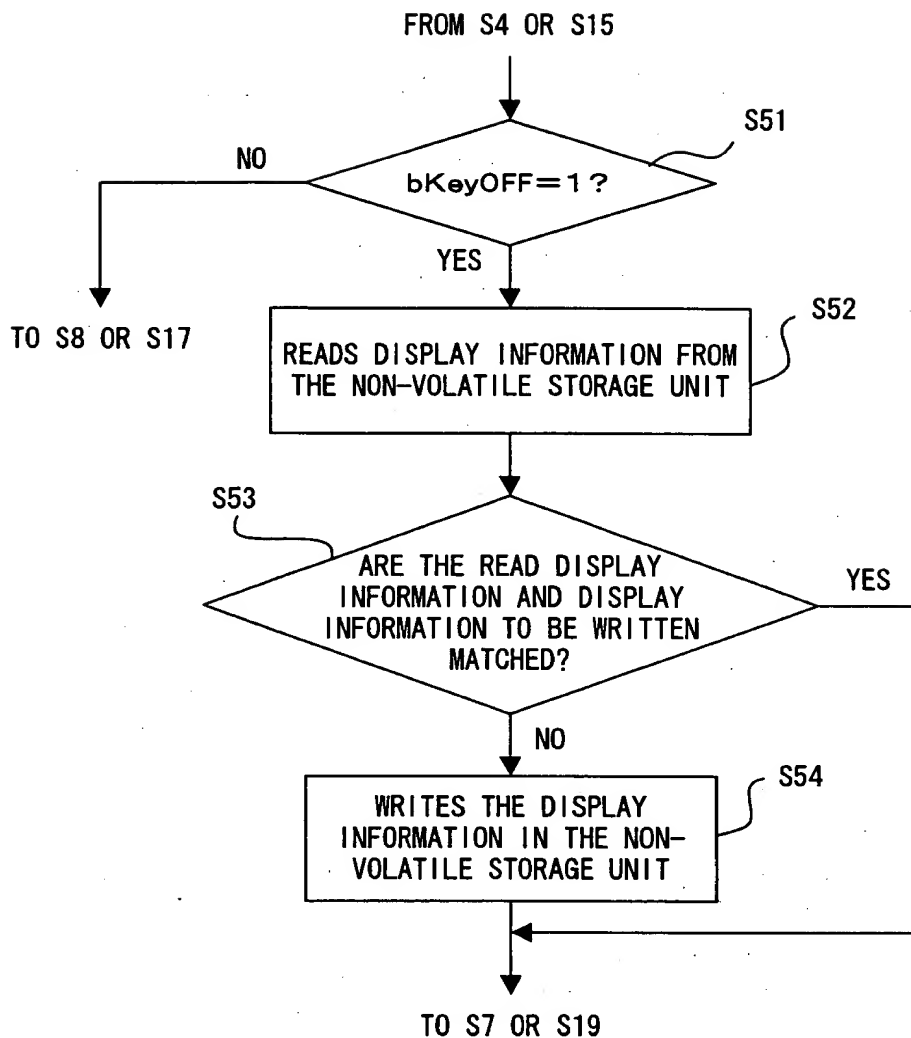 FROM S4 OR S15
S51
NO
bKeyOFF=1?
YES
TO S8 OR S17
S52
READS DISPLAY INFORMATION FROM
THE NON-VOLATILE STORAGE UNIT
S53
ARE THE READ DISPLAY
INFORMATION AND DISPLAY
INFORMATION TO BE WRITTEN
MATCHED?
YES
NO
S54
WRITES THE DISPLAY
INFORMATION IN THE NON-
VOLATILE STORAGE UNIT
TO S7 OR S19